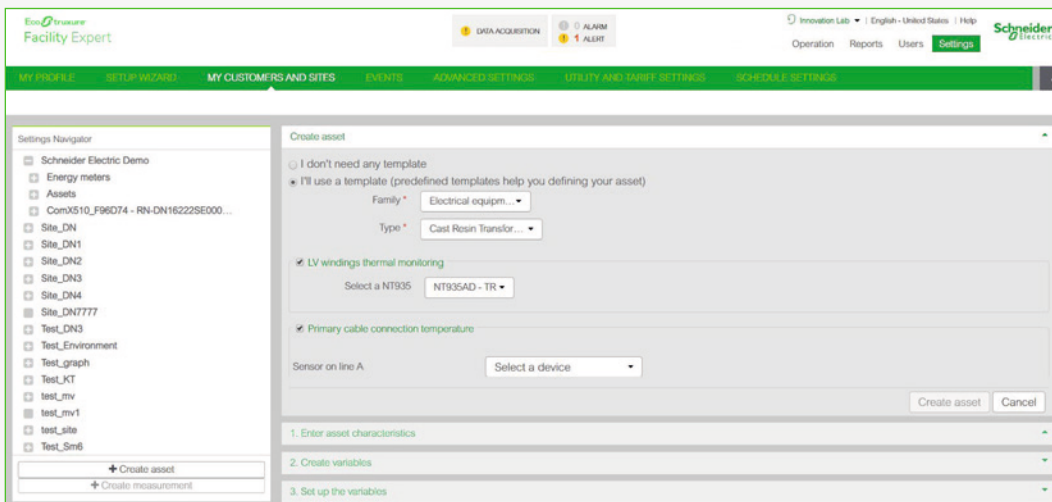 EcoStruxure
Facility Expert
DATA ACQUISITION
0 ALARM
1 ALERT
Innovation Lab | English - United States | Help
Operation Reports Users Settings
Schneider
Electric
MY PROFILE SETUP WIZARD MY CUSTOMERS AND SITES EVENTS ADVANCED SETTINGS UTILITY AND TARIFF SETTINGS SCHEDULE SETTINGS
Settings Navigator
Schneider Electric Demo
Energy meters
Assets
ComX510_F96D74 - RN-DN16222SE000...
Site_DN
Site_DN1
Site_DN2
Site_DN3
Site_DN4
Site_DN7777
Test_DN3
Test_Environment
Test_graph
Test_KT
test_mv
test_mv1
test_site
Test_Sm6
+ Create asset
+ Create measurement
Create asset
I don't need any template
I'll use a template (predefined templates help you defining your asset)
Family * Electrical equipm...
Type * Cast Resin Transfor...
LV windings thermal monitoring
Select a NT935 NT935AD - TR
Primary cable connection temperature
Sensor on line A Select a device
Create asset Cancel
1. Enter asset characteristics
2. Create variables
3. Set up the variables